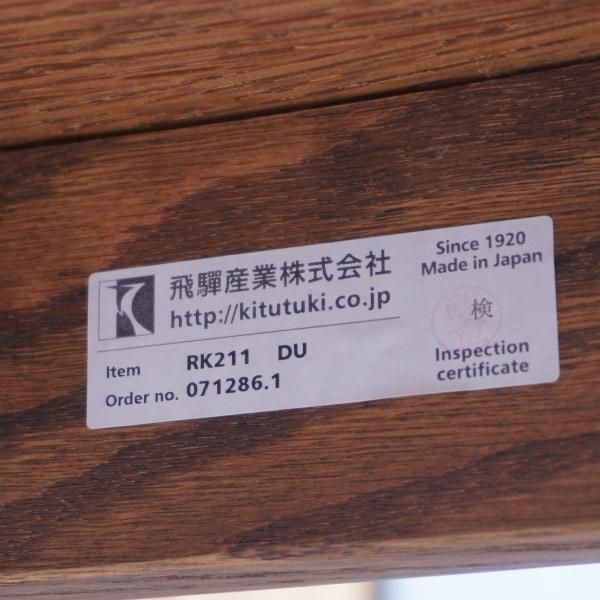 飛驒産業株式会社
http://kitutuki.co.jp
Item RK211 DU
Order no. 071286.1
Since 1920
Made in Japan
検
Inspection
certificate